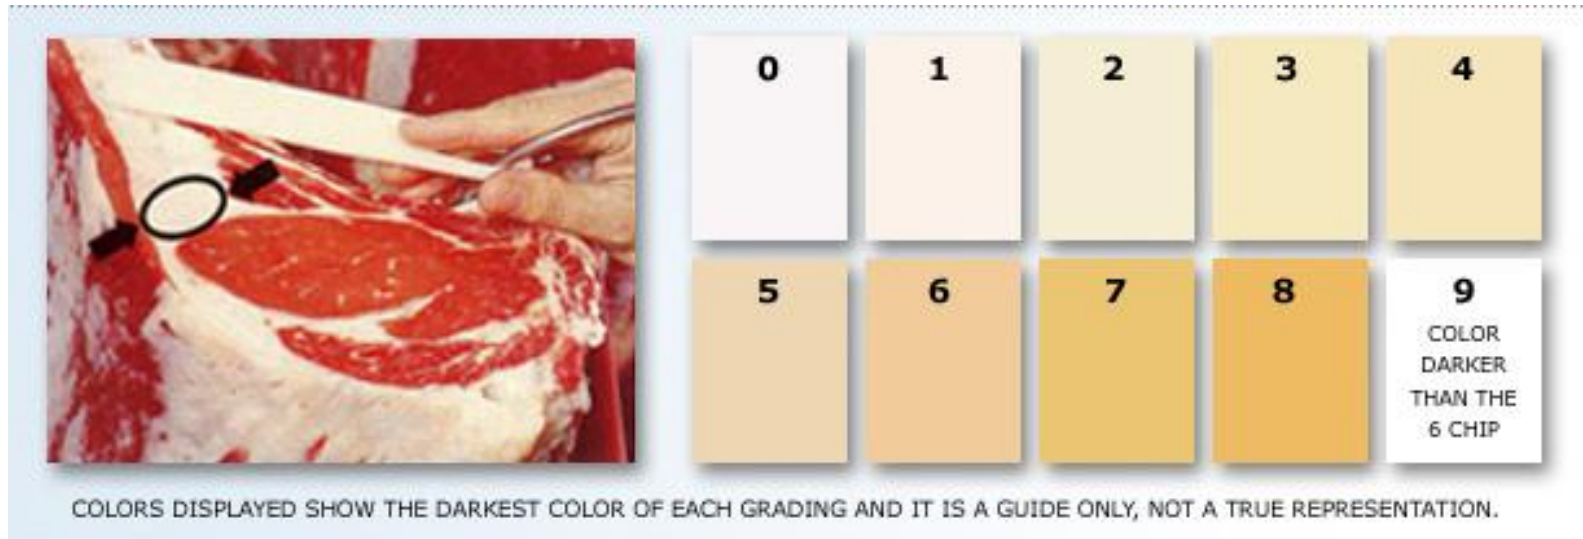 0
1
2
3
4
5
6
7
8
9
COLOR
DARKER
THAN THE
6 CHIP
COLORS DISPLAYED SHOW THE DARKEST COLOR OF EACH GRADING AND IT IS A GUIDE ONLY, NOT A TRUE REPRESENTATION.